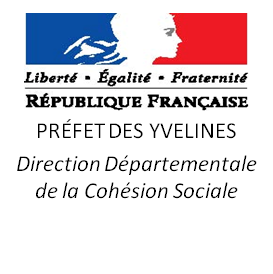 Liberté • Égalité • Fraternité
RÉPUBLIQUE FRANÇAISE
PRÉFET DES YVELINES
Direction Départementale
de la Cohésion Sociale